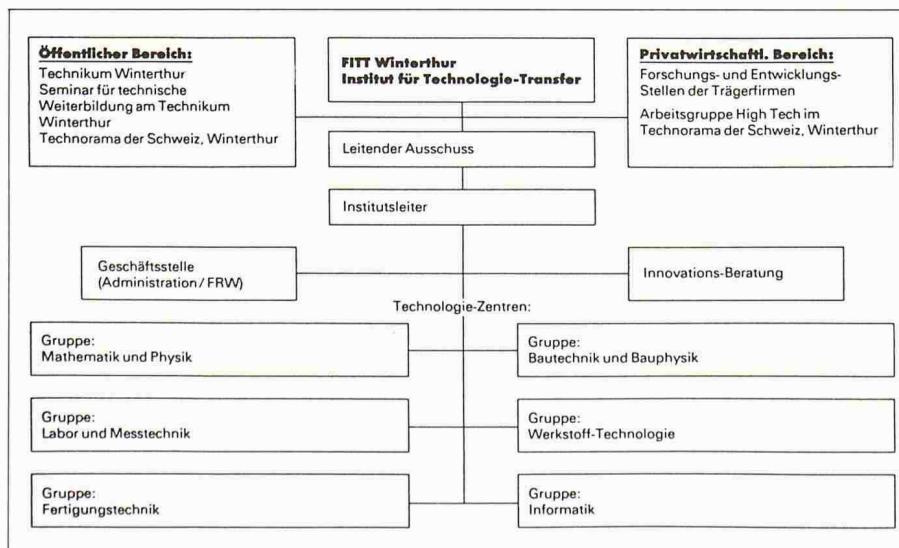 Öffentlicher Bereich:
Technikum Winterthur
Seminar für technische
Weiterbildung am Technikum
Winterthur
Technorama der Schweiz, Winterthur
FITT Winterthur
Institut für Technologie-Transfer
Privatwirtschaftl. Bereich:
Forschungs- und Entwicklungs-
Stellen der Trägerfirmen
Arbeitsgruppe High Tech im
Technorama der Schweiz, Winterthur
Leitender Ausschuss
Institutsleiter
Geschäftsstelle
(Administration / FRW)
Innovations-Beratung
Technologie-Zentren:
Gruppe:
Mathematik und Physik
Gruppe:
Bautechnik und Bauphysik
Gruppe:
Labor und Messtechnik
Gruppe:
Werkstoff-Technologie
Gruppe:
Fertigungstechnik
Gruppe:
Informatik